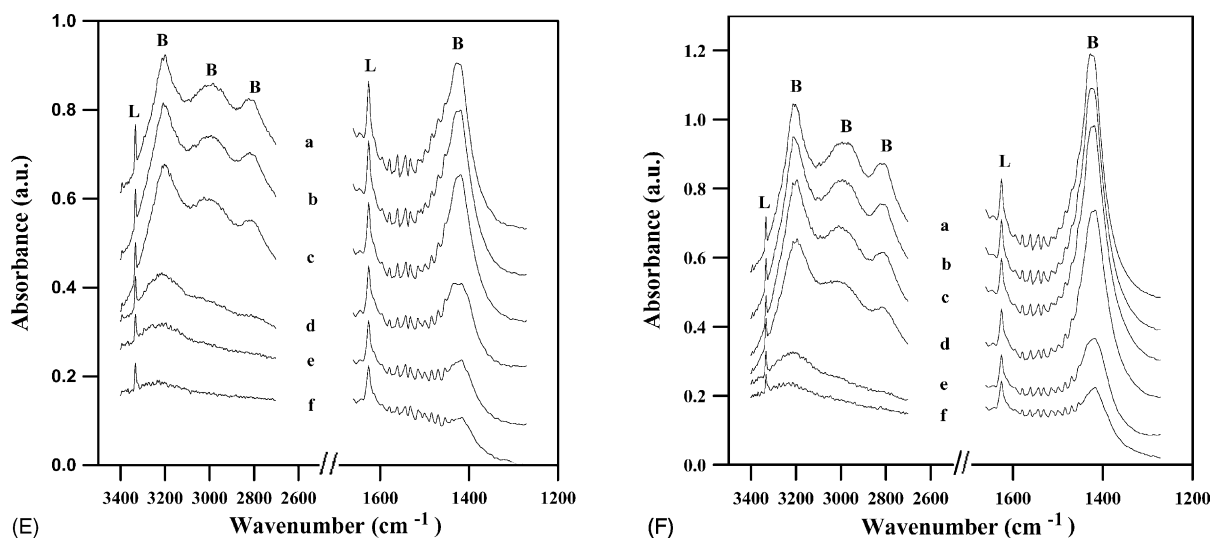 1.0
0.8
0.6
0.4
0.2
0.0
Absorbance (a.u.)
B
B
B
L
L
B
a
b
c
d
e
f
3400 3200 3000 2800 2600
1600
1400
1200
Wavenumber (cm -1)
(E)
1.2
1.0
0.8
0.6
0.4
0.2
0.0
Absorbance (a.u.)
B
B
B
L
L
B
a
b
c
d
e
f
3400 3200 3000 2800 2600
1600
1400
1200
Wavenumber (cm -1)
(F)